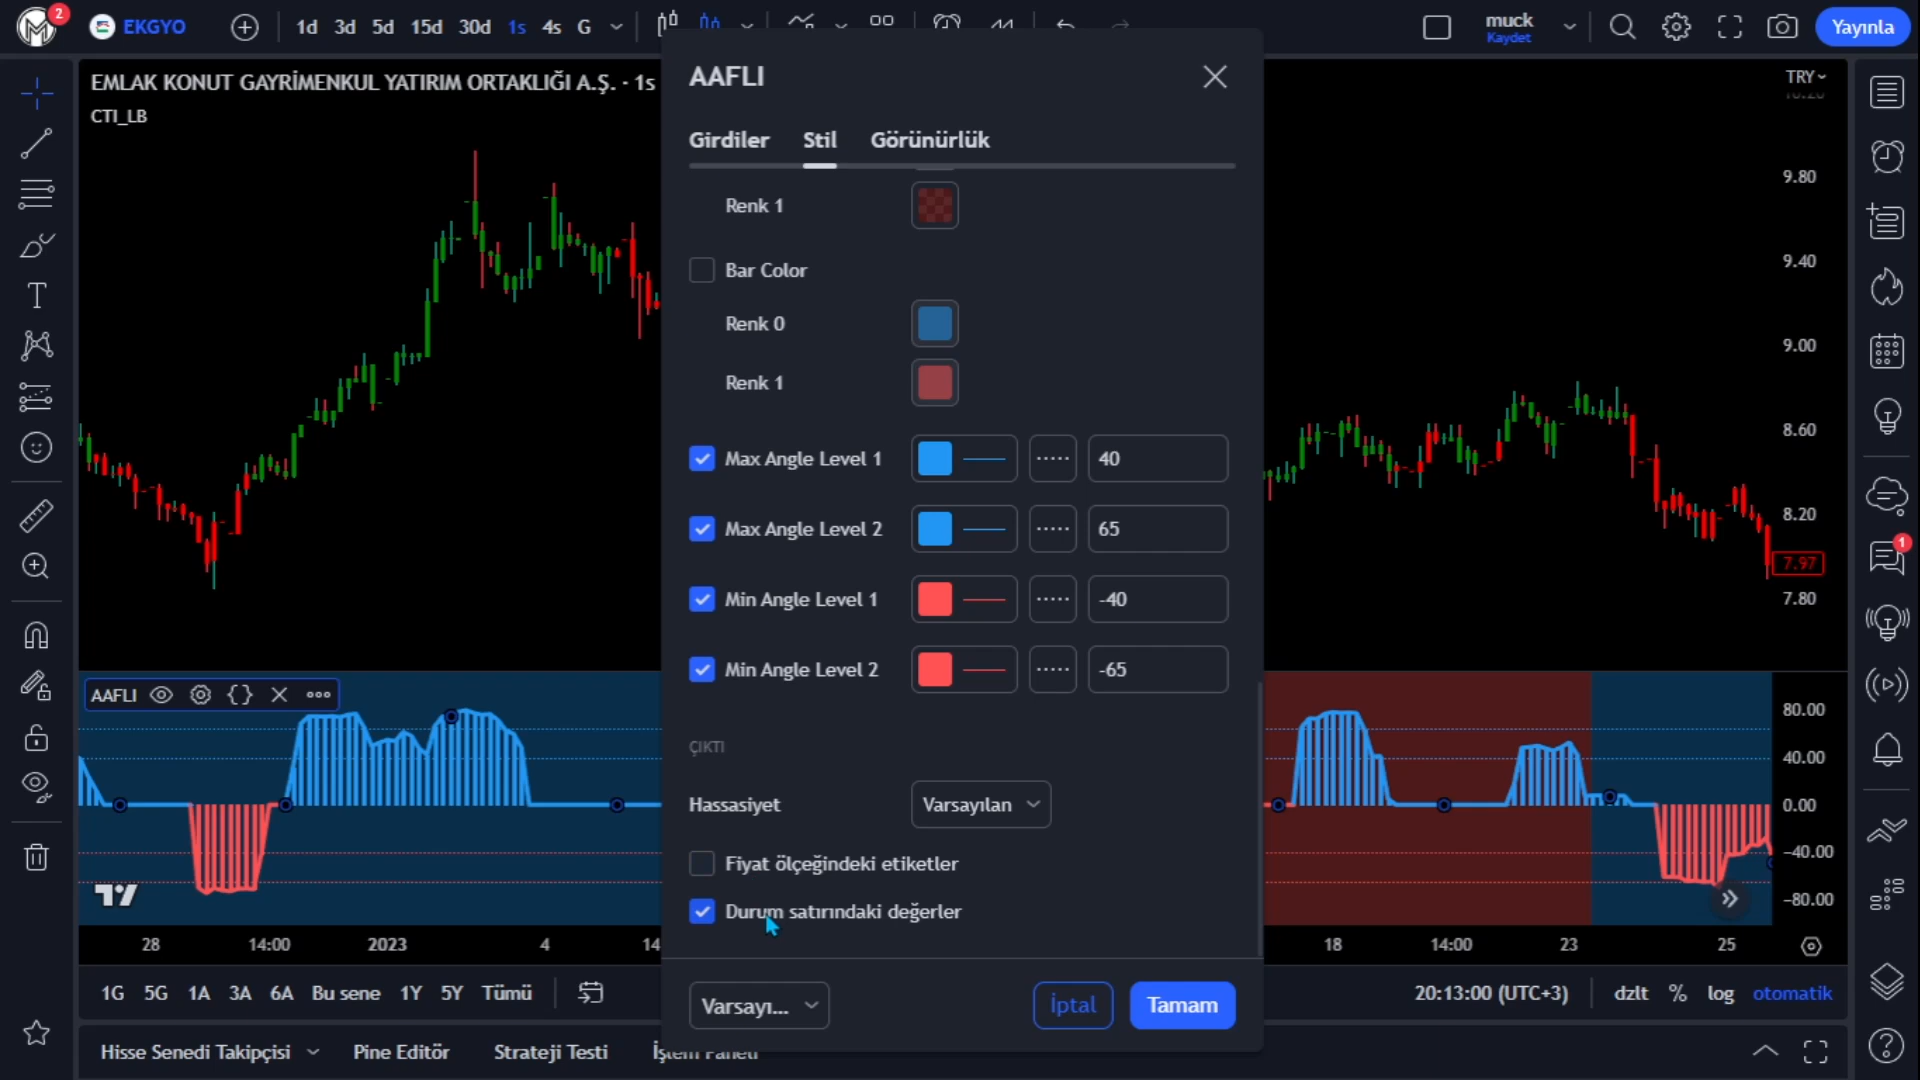 2
EKGYO
1d 3d 5d 15d 30d 1s 4s G
muck
Kaydet
Yayınla
EMLAK KONUT GAYRİMENKUL YATIRIM ORTAKLIĞI A.Ş. · 1s
CTI_LB
TRY
9.80
9.40
9.00
8.60
8.20
7.97
7.80
1
AAFLI
Girdiler Stil Görünürlük
Renk 1
Bar Color
Renk 0
Renk 1
Max Angle Level 1 40
Max Angle Level 2 65
Min Angle Level 1 -40
Min Angle Level 2 -65
ÇIKTI
Hassasiyet Varsayılan
Fiyat ölçeğindeki etiketler
Durum satırındaki değerler
Varsayı... İptal Tamam
AAFLI
80.00
40.00
0.00
−40.00
−80.00
28 14:00 2023 4 14 18 14:00 23 25
1G 5G 1A 3A 6A Bu sene 1Y 5Y Tümü
20:13:00 (UTC+3) dzlt % log otomatik
Hisse Senedi Takipçisi Pine Editör Strateji Testi İşlem Paneli